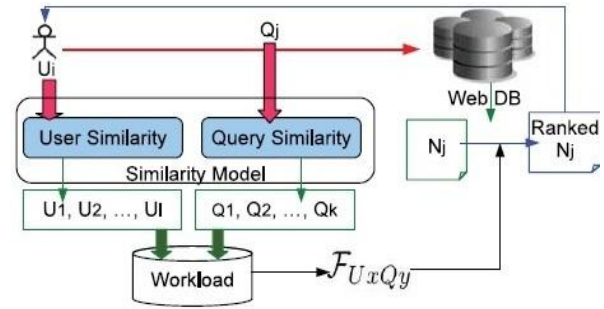 Qj
Ui
Web DB
User Similarity
Query Similarity
Nj
Ranked
Nj
Similarity Model
U1, U2, ..., Ul
Q1, Q2, ..., Qk
Workload
FUxQy